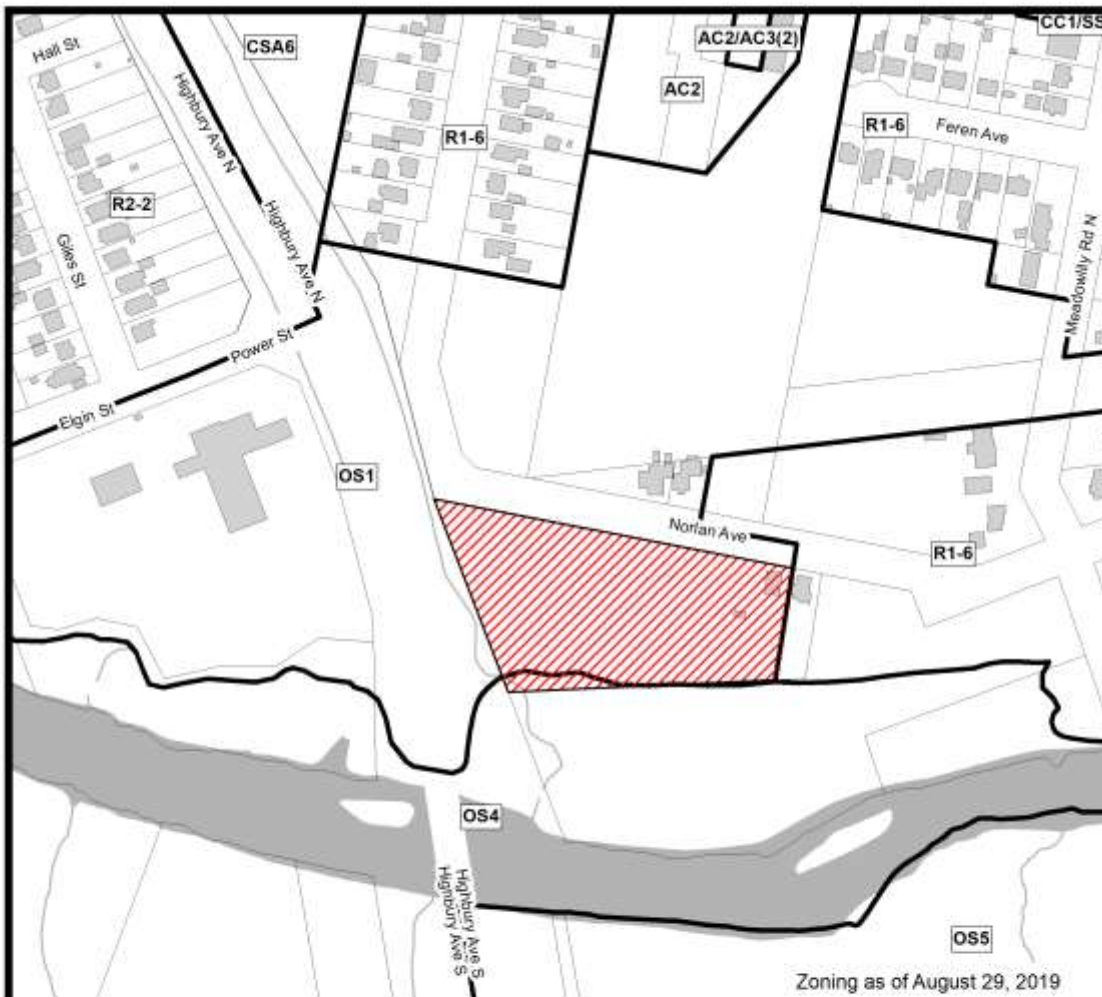 CC1/SS
Hall St
CSA6
AC2/AC3(2)
AC2
Highbury Ave N
R1-6
R1-6
Feren Ave
R2-2
Highbury Ave N
Giles St
Meadowlily Rd N
Power St
Elgin St
OS1
Norlan Ave
R1-6
OS4
Highbury Ave S
Highbury Ave S
OS5
Zoning as of August 29, 2019